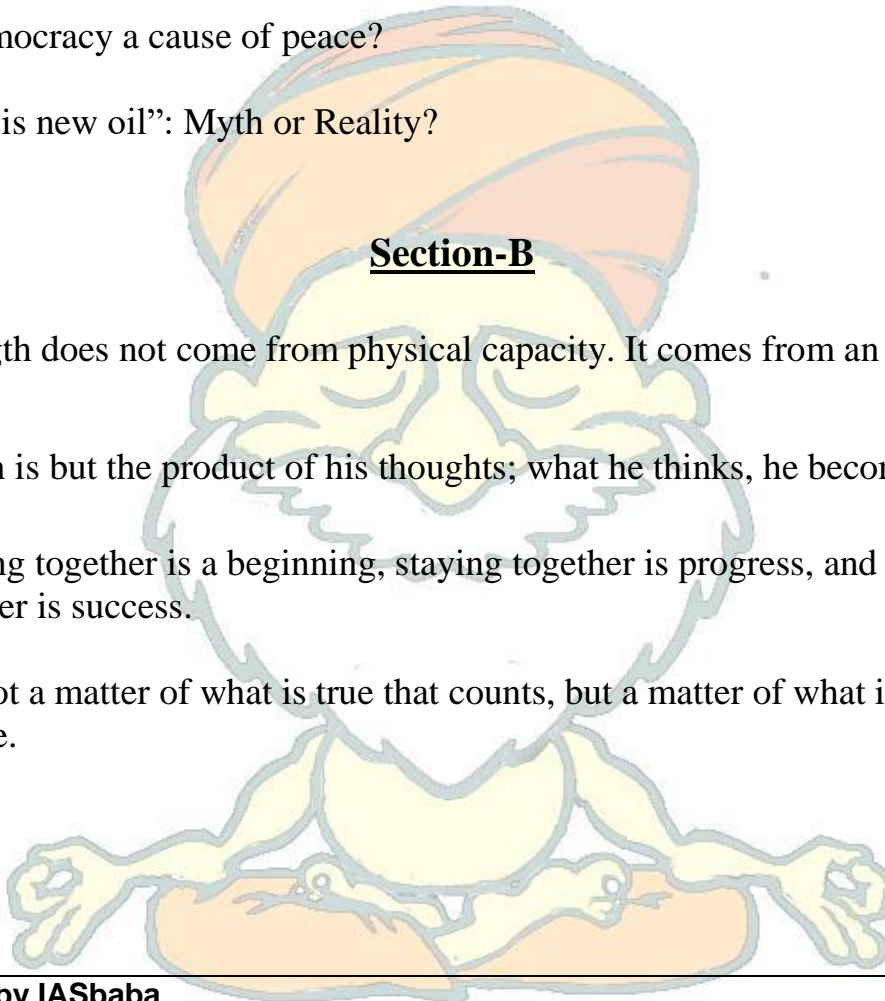 mocracy a cause of peace?
is new oil”: Myth or Reality?
Section-B
gth does not come from physical capacity. It comes from an
n is but the product of his thoughts; what he thinks, he becor
ng together is a beginning, staying together is progress, and
er is success.
ot a matter of what is true that counts, but a matter of what i
e.
by IASbaba